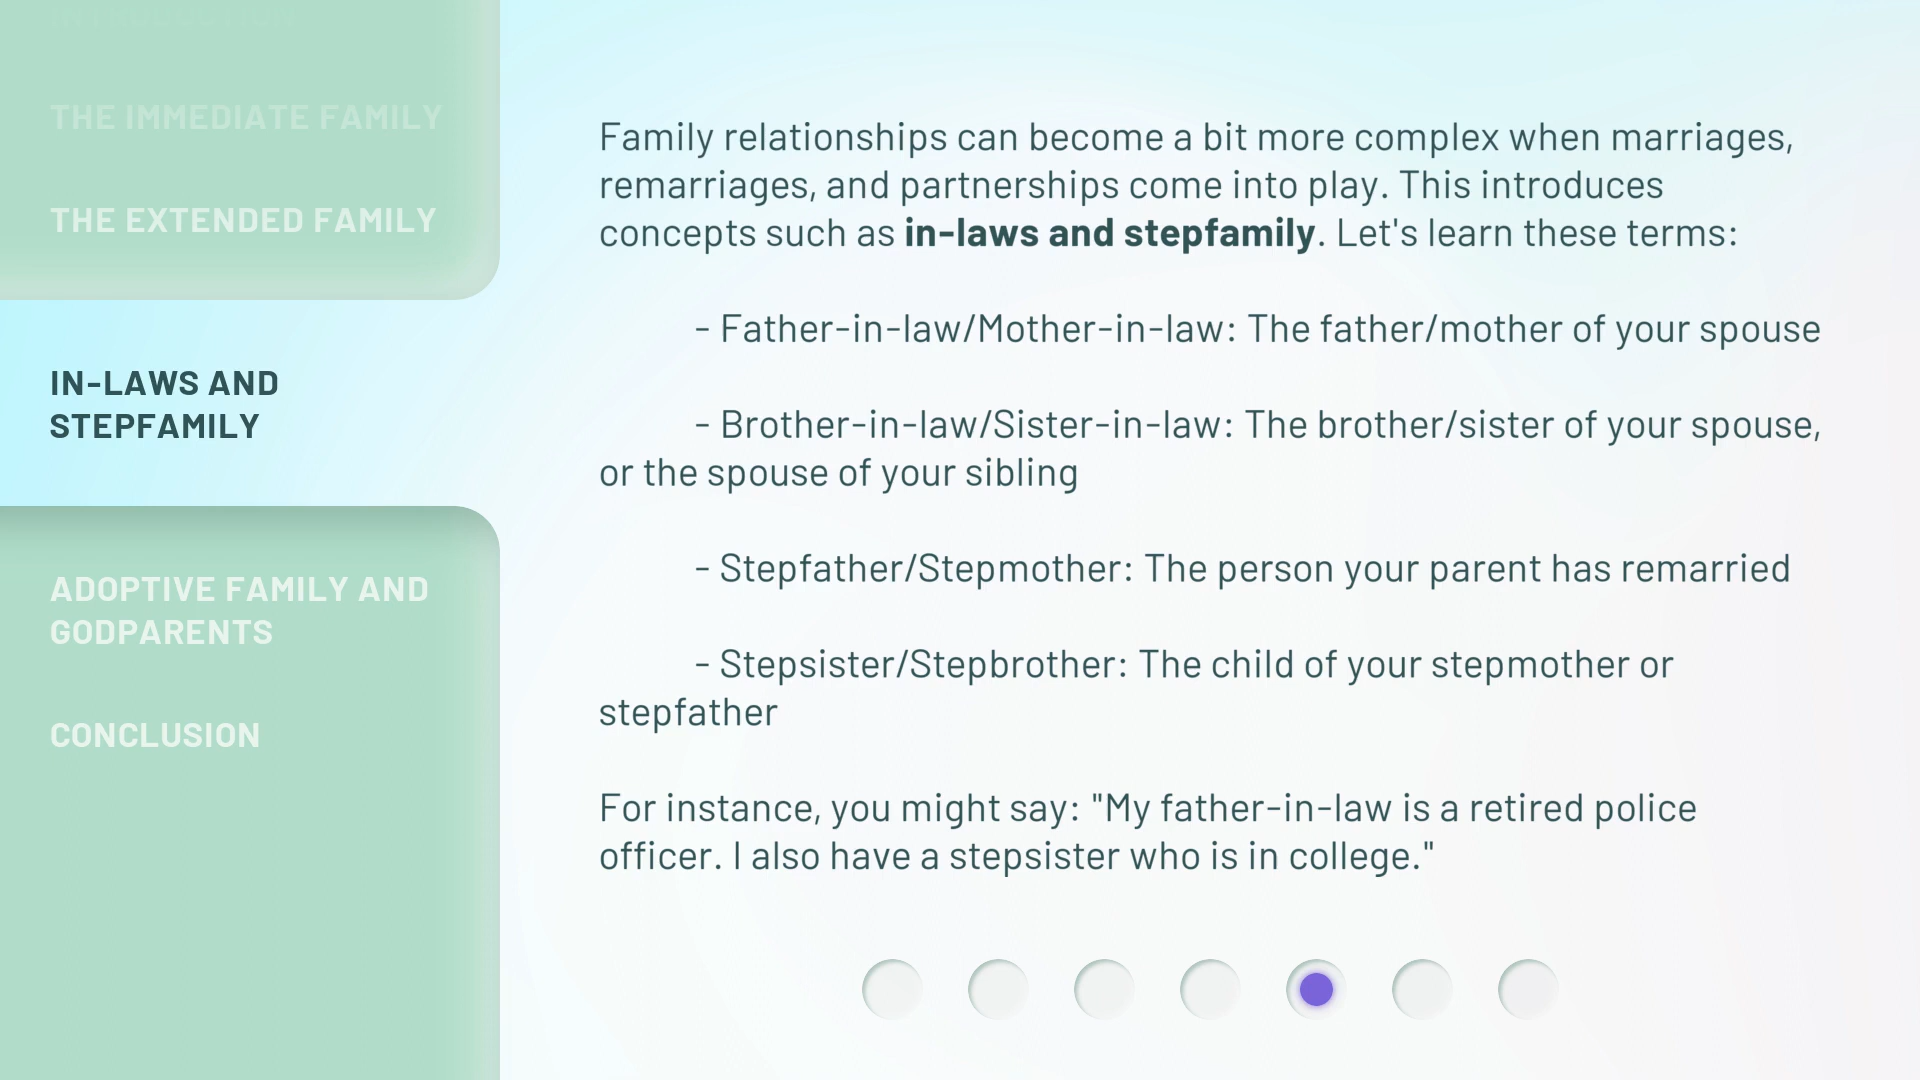 THE IMMEDIATE FAMILY
THE EXTENDED FAMILY
IN-LAWS AND
STEPFAMILY
ADOPTIVE FAMILY AND
GODPARENTS
CONCLUSION
Family relationships can become a bit more complex when marriages,
remarriages, and partnerships come into play. This introduces
concepts such as in-laws and stepfamily. Let's learn these terms:
- Father-in-law/Mother-in-law: The father/mother of your spouse
- Brother-in-law/Sister-in-law: The brother/sister of your spouse,
or the spouse of your sibling
- Stepfather/Stepmother: The person your parent has remarried
- Stepsister/Stepbrother: The child of your stepmother or
stepfather
For instance, you might say: "My father-in-law is a retired police
officer. I also have a stepsister who is in college."